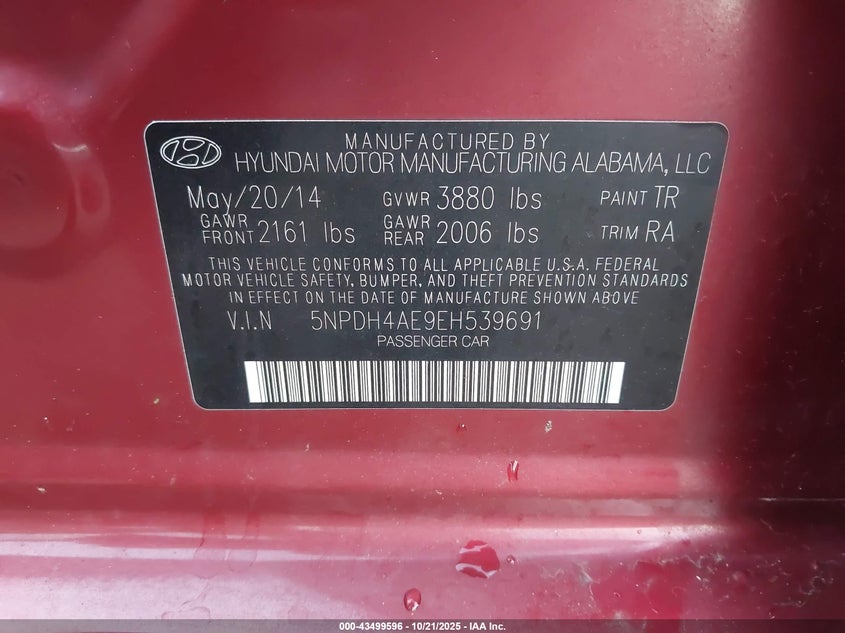 MANUFACTURED BY
HYUNDAI MOTOR MANUFACTURING ALABAMA, LLC
May/20/14 GVWR 3880 lbs PAINT TR
GAWR FRONT 2161 lbs GAWR REAR 2006 lbs TRIM RA
THIS VEHICLE CONFORMS TO ALL APPLICABLE U.S.A. FEDERAL
MOTOR VEHICLE SAFETY, BUMPER, AND THEFT PREVENTION STANDARDS
IN EFFECT ON THE DATE OF MANUFACTURE SHOWN ABOVE
V.I.N 5NPDH4AE9EH539691
PASSENGER CAR
000-43499596 - 10/21/2025 - IAA Inc.